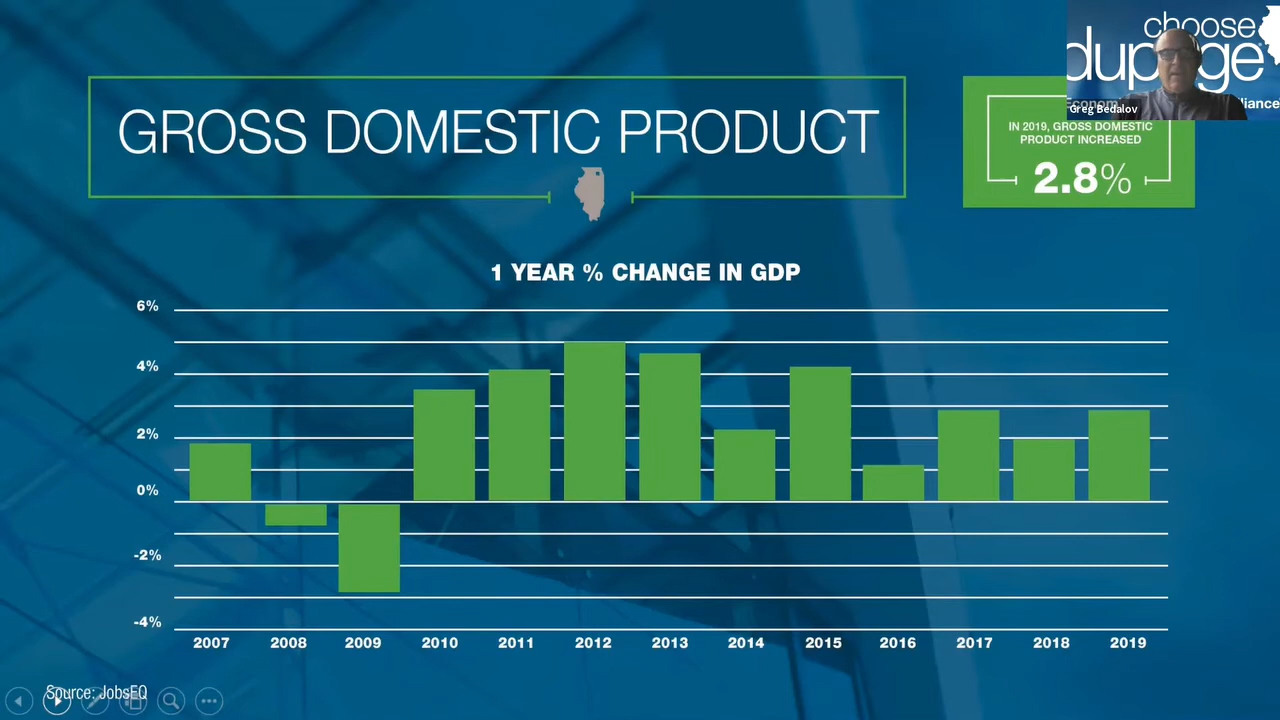 choose
Greg Bedalov
GROSS DOMESTIC PRODUCT
IN 2019, GROSS DOMESTIC
PRODUCT INCREASED
2.8%
1 YEAR % CHANGE IN GDP
6%
4%
2%
0%
-2%
-4%
2007 2008 2009 2010 2011 2012 2013 2014 2015 2016 2017 2018 2019
Source: JobsEQ